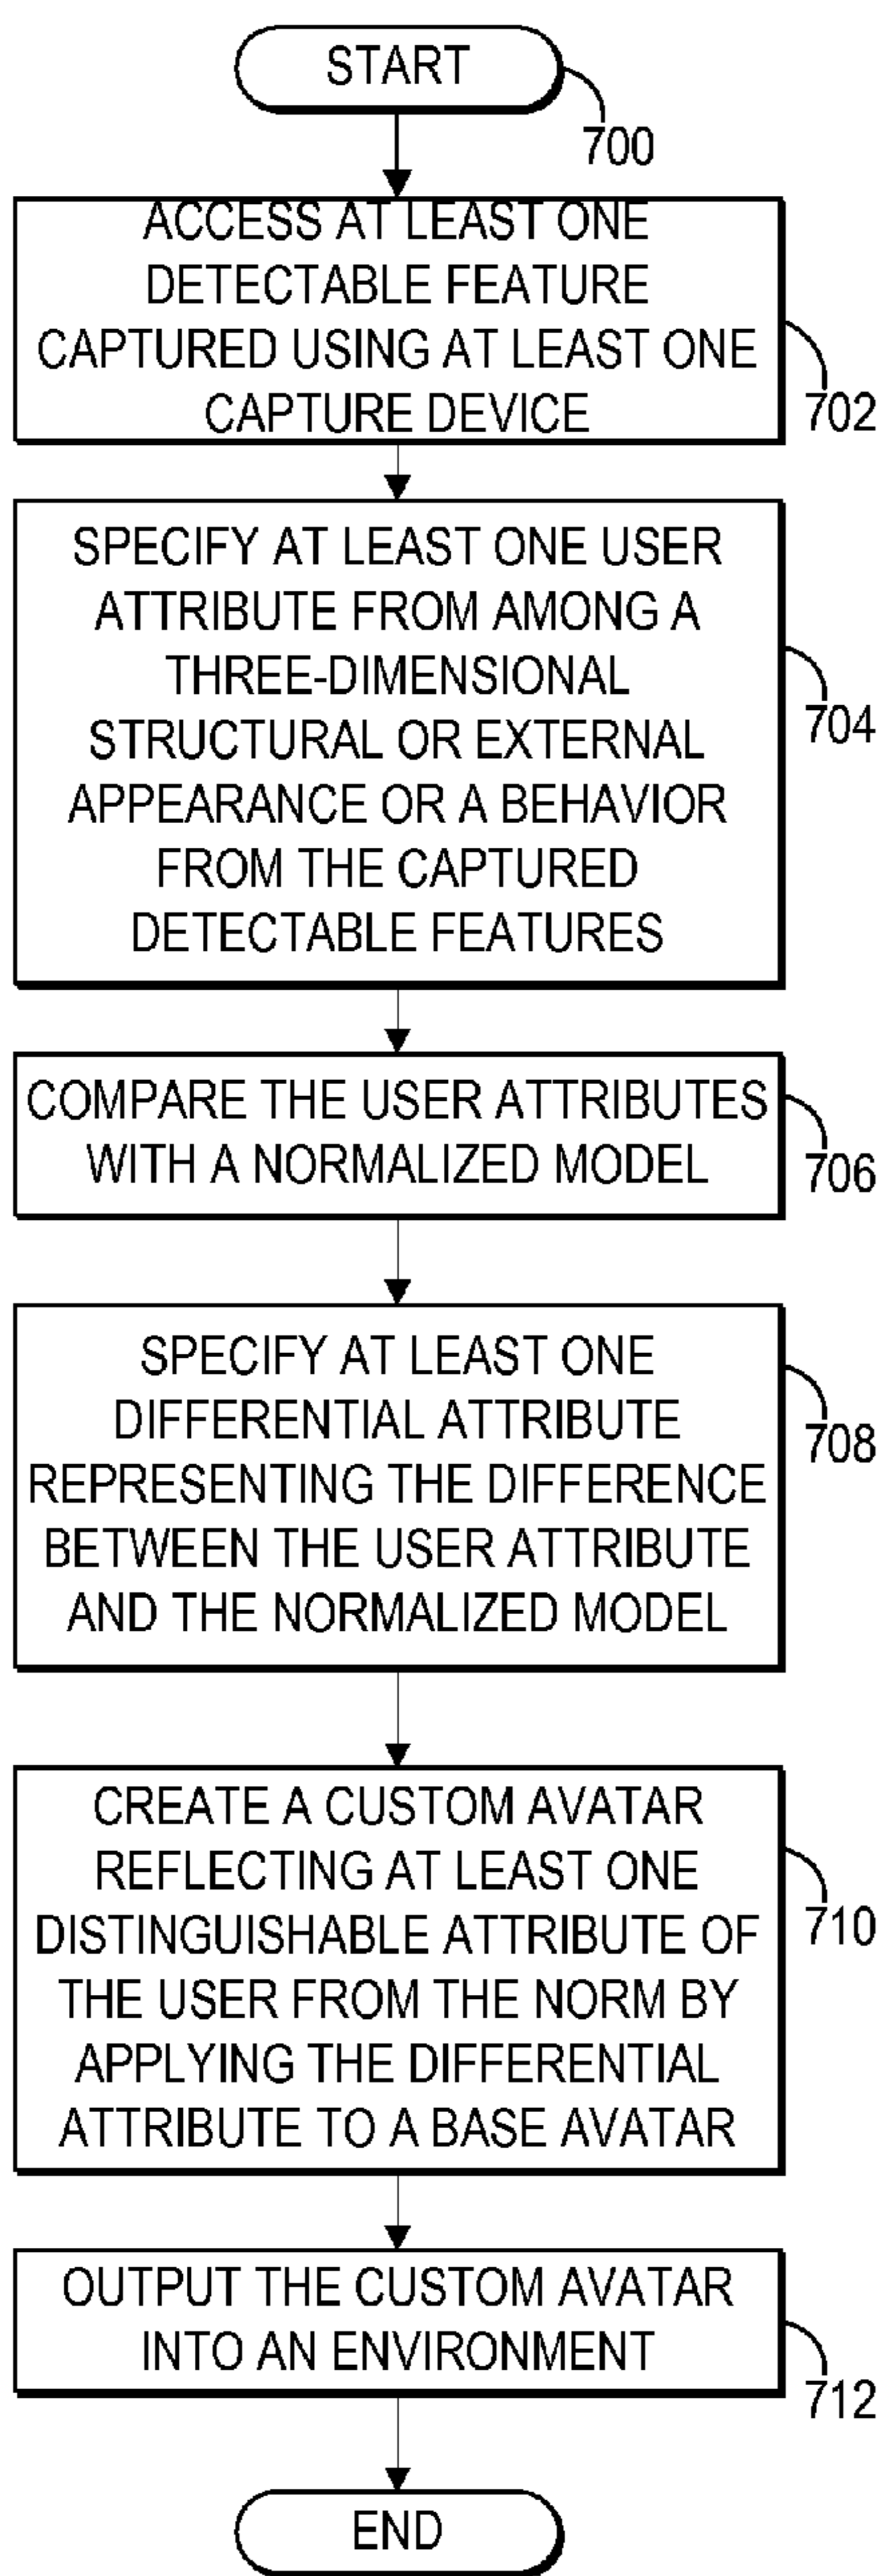 START
700
ACCESS AT LEAST ONE
DETECTABLE FEATURE
CAPTURED USING AT LEAST ONE
CAPTURE DEVICE
702
SPECIFY AT LEAST ONE USER
ATTRIBUTE FROM AMONG A
THREE-DIMENSIONAL
STRUCTURAL OR EXTERNAL
APPEARANCE OR A BEHAVIOR
FROM THE CAPTURED
DETECTABLE FEATURES
704
COMPARE THE USER ATTRIBUTES
WITH A NORMALIZED MODEL
706
SPECIFY AT LEAST ONE
DIFFERENTIAL ATTRIBUTE
REPRESENTING THE DIFFERENCE
BETWEEN THE USER ATTRIBUTE
AND THE NORMALIZED MODEL
708
CREATE A CUSTOM AVATAR
REFLECTING AT LEAST ONE
DISTINGUISHABLE ATTRIBUTE OF
THE USER FROM THE NORM BY
APPLYING THE DIFFERENTIAL
ATTRIBUTE TO A BASE AVATAR
710
OUTPUT THE CUSTOM AVATAR
INTO AN ENVIRONMENT
712
END